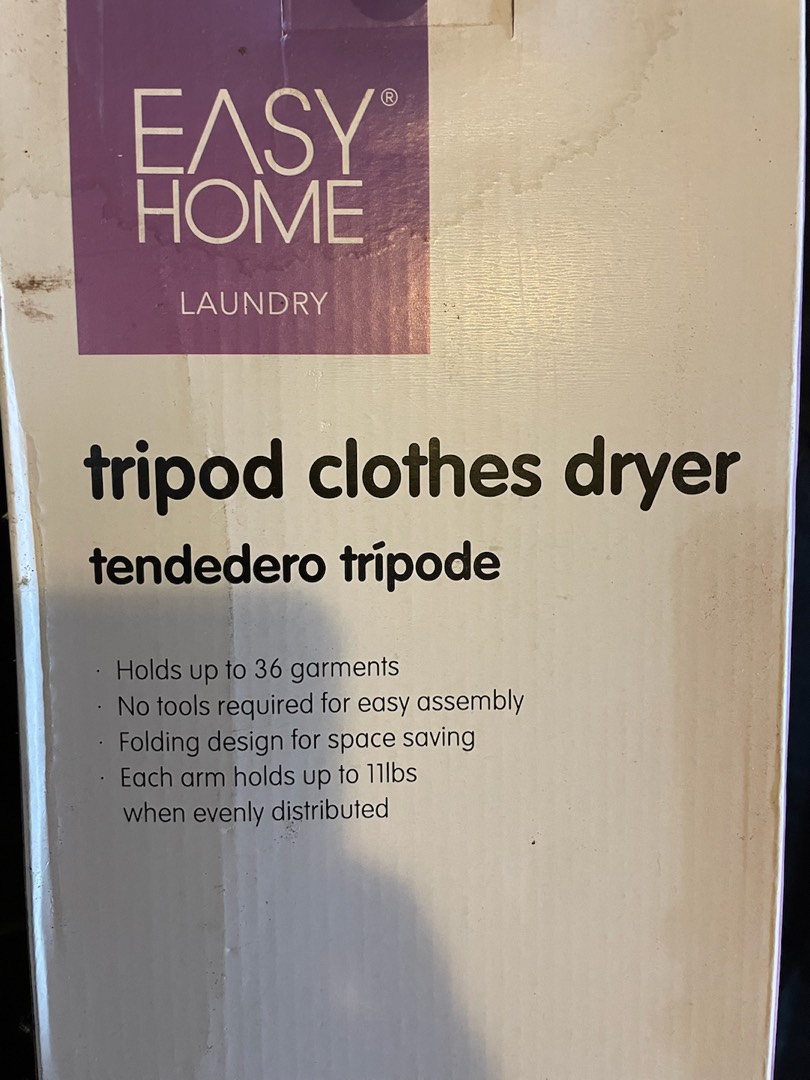 EASY®
HOME
LAUNDRY
tripod clothes dryer
tendedero trípode
· Holds up to 36 garments
· No tools required for easy assembly
· Folding design for space saving
· Each arm holds up to 11lbs
when evenly distributed